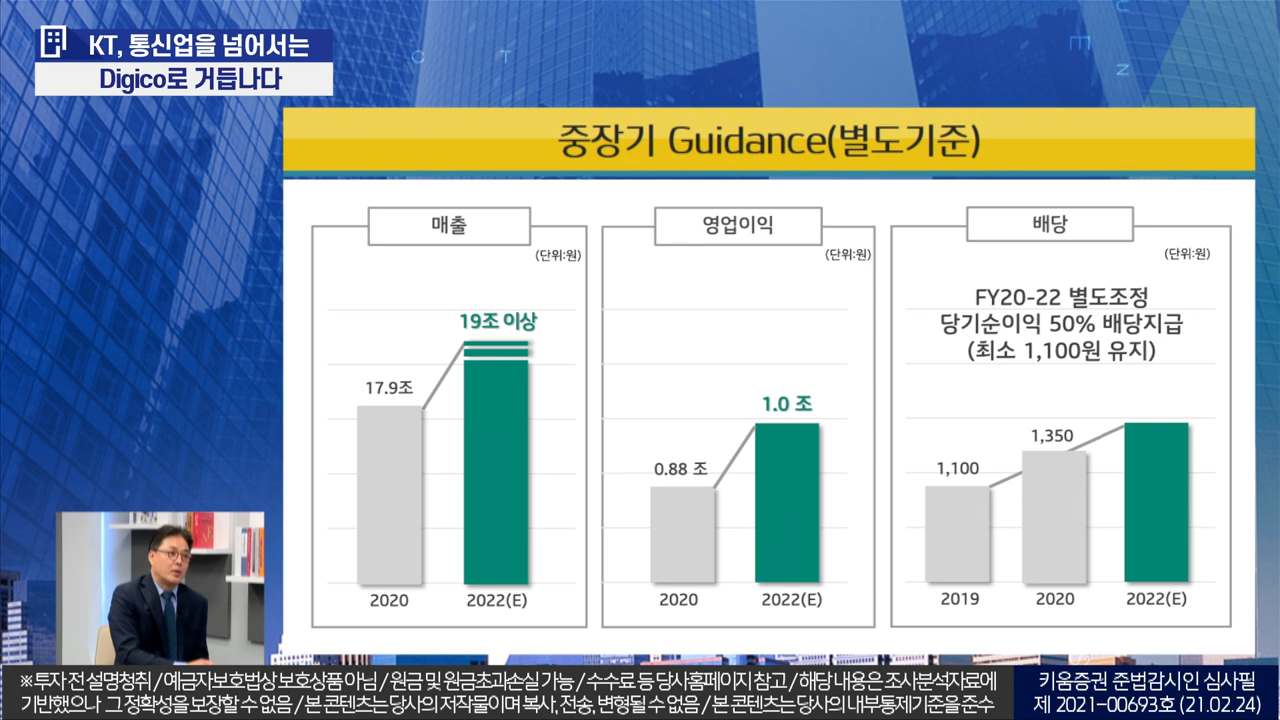 KT, 통신업을 넘어서는
Digico로 거듭나다
C
T
U
E
N
중장기 Guidance(별도기준)
매출
(단위:원)
19조 이상
17.9조
2020
2022(E)
영업이익
(단위:원)
1.0 조
0.88 조
2020
2022(E)
배당
(단위:원)
FY20-22 별도조정
당기순이익 50% 배당지급
(최소 1,100원 유지)
1,100
1,350
2019
2020
2022(E)
※ 투자 전 설명청취 / 예금자보호법상 보호상품 아님 / 원금 및 원금초과손실 가능 / 수수료 등 당사홈페이지 참고 / 해당 내용은 조사분석자료에
기반했으나 그 정확성을 보장할 수 없음 / 본 콘텐츠는 당사의 저작물이며 복사, 전송, 변형될 수 없음 / 본 콘텐츠는 당사의 내부통제기준을 준수
키움증권 준법감시인 심사필
제 2021-00693호 (21.02.24)